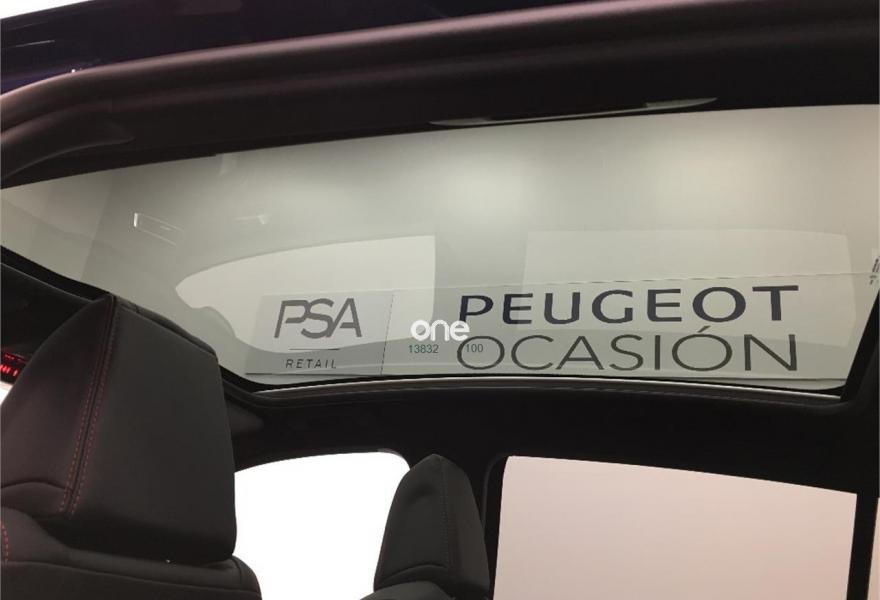 PSA
RETAIL
PEUGEOT
OCASIÓN
one
13832 100